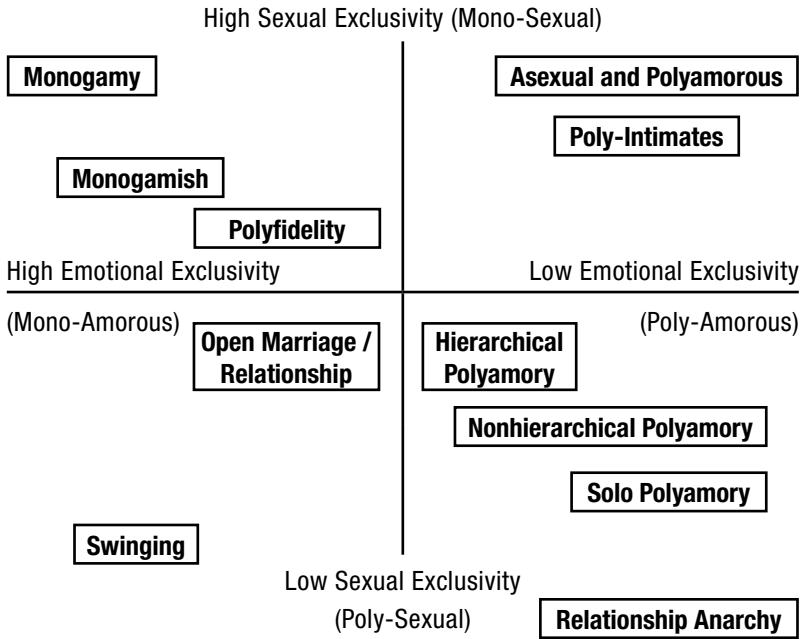 High Sexual Exclusivity (Mono-Sexual)
Monogamy
Asexual and Polyamorous
Poly-Intimates
Monogamish
Polyfidelity
High Emotional Exclusivity
Low Emotional Exclusivity
(Mono-Amorous)
(Poly-Amorous)
Open Marriage /
Relationship
Hierarchical
Polyamory
Nonhierarchical Polyamory
Solo Polyamory
Swinging
Low Sexual Exclusivity
(Poly-Sexual)
Relationship Anarchy